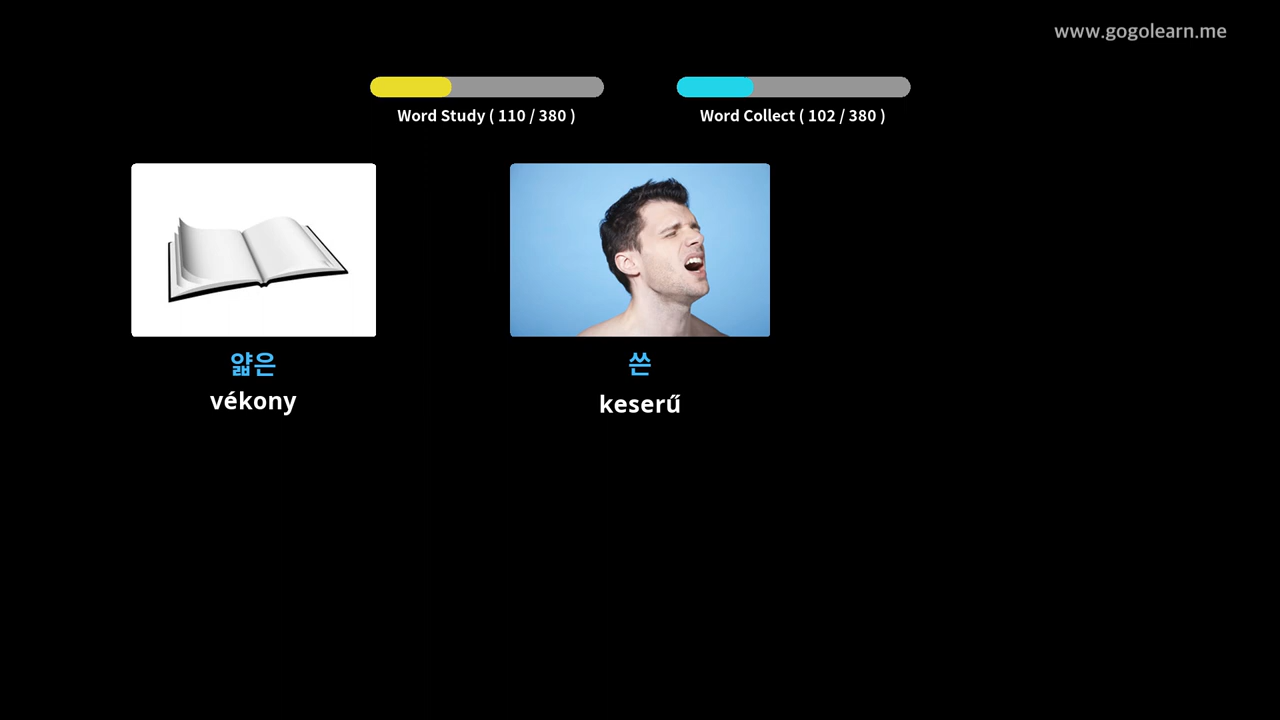 www.gogolearn.me
Word Study ( 110 / 380 )
Word Collect ( 102 / 380 )
얇은
vékony
쓴
keserű